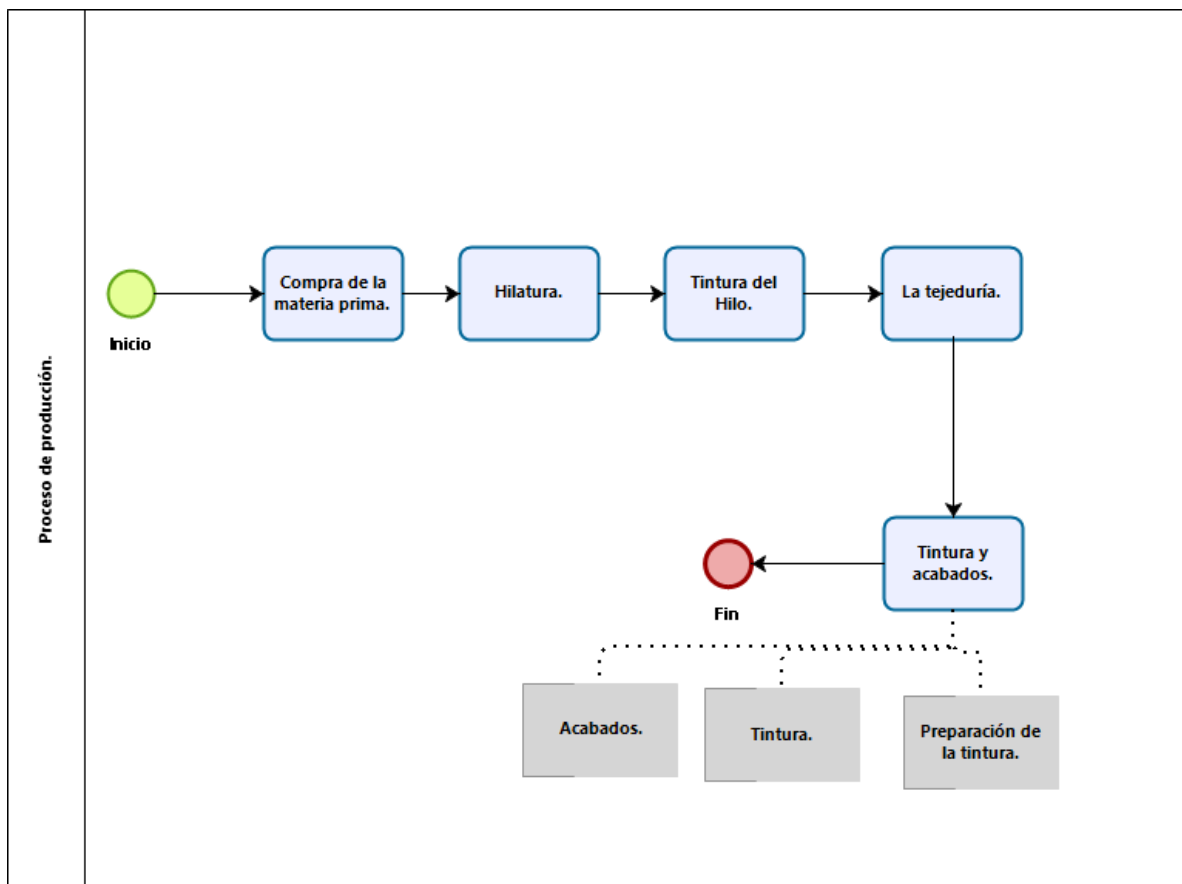 Proceso de producción.
Inicio
Compra de la
materia prima.
Hilatura.
Tintura del
Hilo.
La tejeduría.
Tintura y
acabados.
Fin
Acabados.
Tintura.
Preparación de
la tintura.